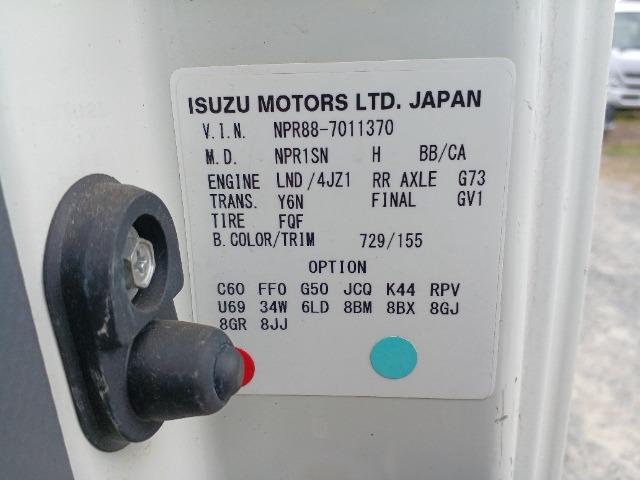 ISUZU MOTORS LTD. JAPAN
V.I.N. NPR88-7011370
M.D. NPR1SN H BB/CA
ENGINE LND/4JZ1 RR AXLE G73
TRANS. Y6N FINAL GV1
TIRE FQF
B.COLOR/TRIM 729/155
OPTION
C60 FF0 G50 JCQ K44 RPV
U69 34W 6LD 8BM 8BX 8GJ
8GR 8JJ